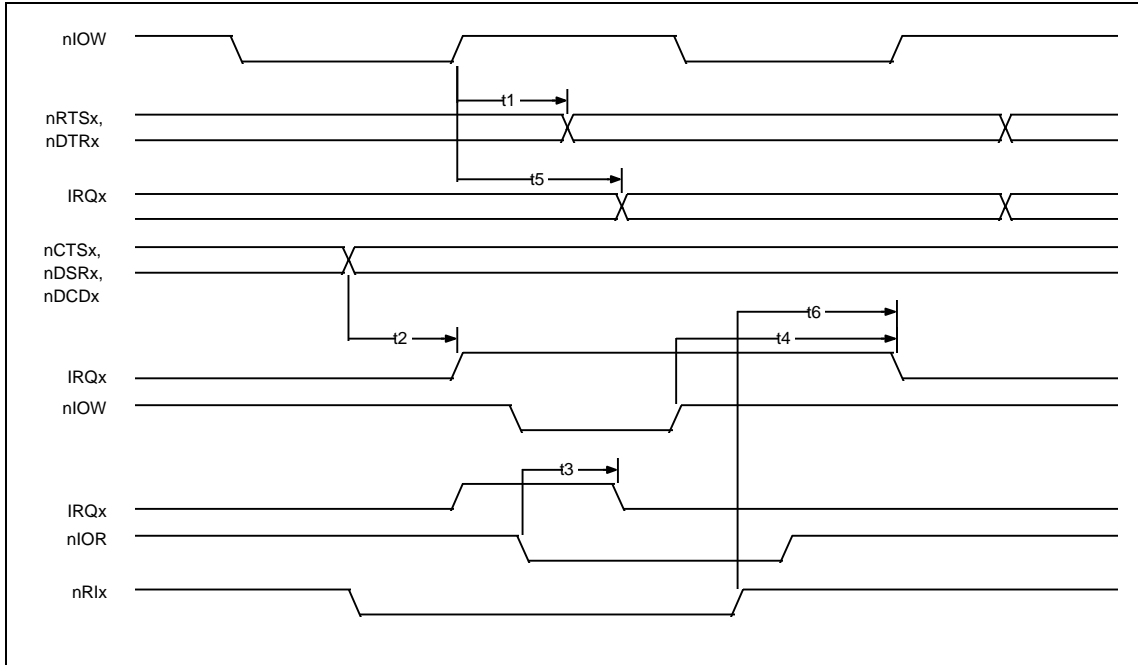 nIOW
t1
nRTSx,
nDTRx
t5
IRQx
nCTSx,
nDSRx,
nDCDx
t6
t2
t4
IRQx
nIOW
t3
IRQx
nIOR
nRIx